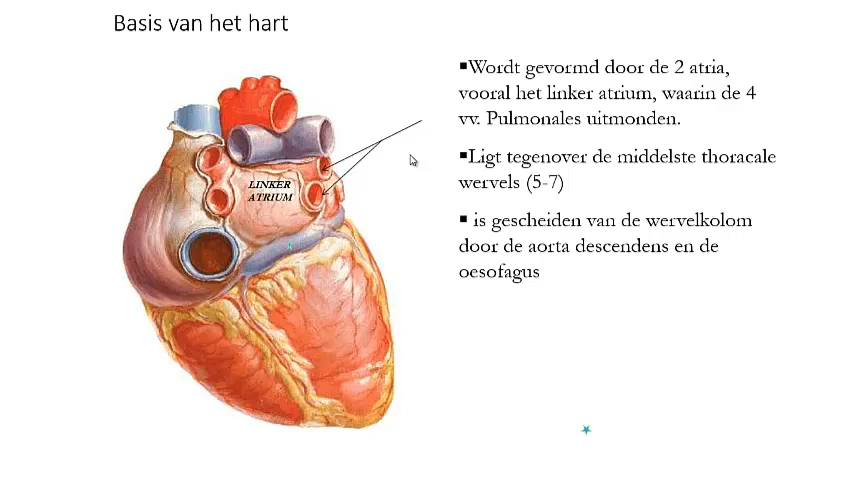 Basis van het hart
▪Wordt gevormd door de 2 atria,
vooral het linker atrium, waarin de 4
vv. Pulmonales uitmonden.
▪Ligt tegenover de middelste thoracale
wervels (5-7)
▪ is gescheiden van de wervelkolom
door de aorta descendens en de
oesofagus
LINKER
ATRIUM